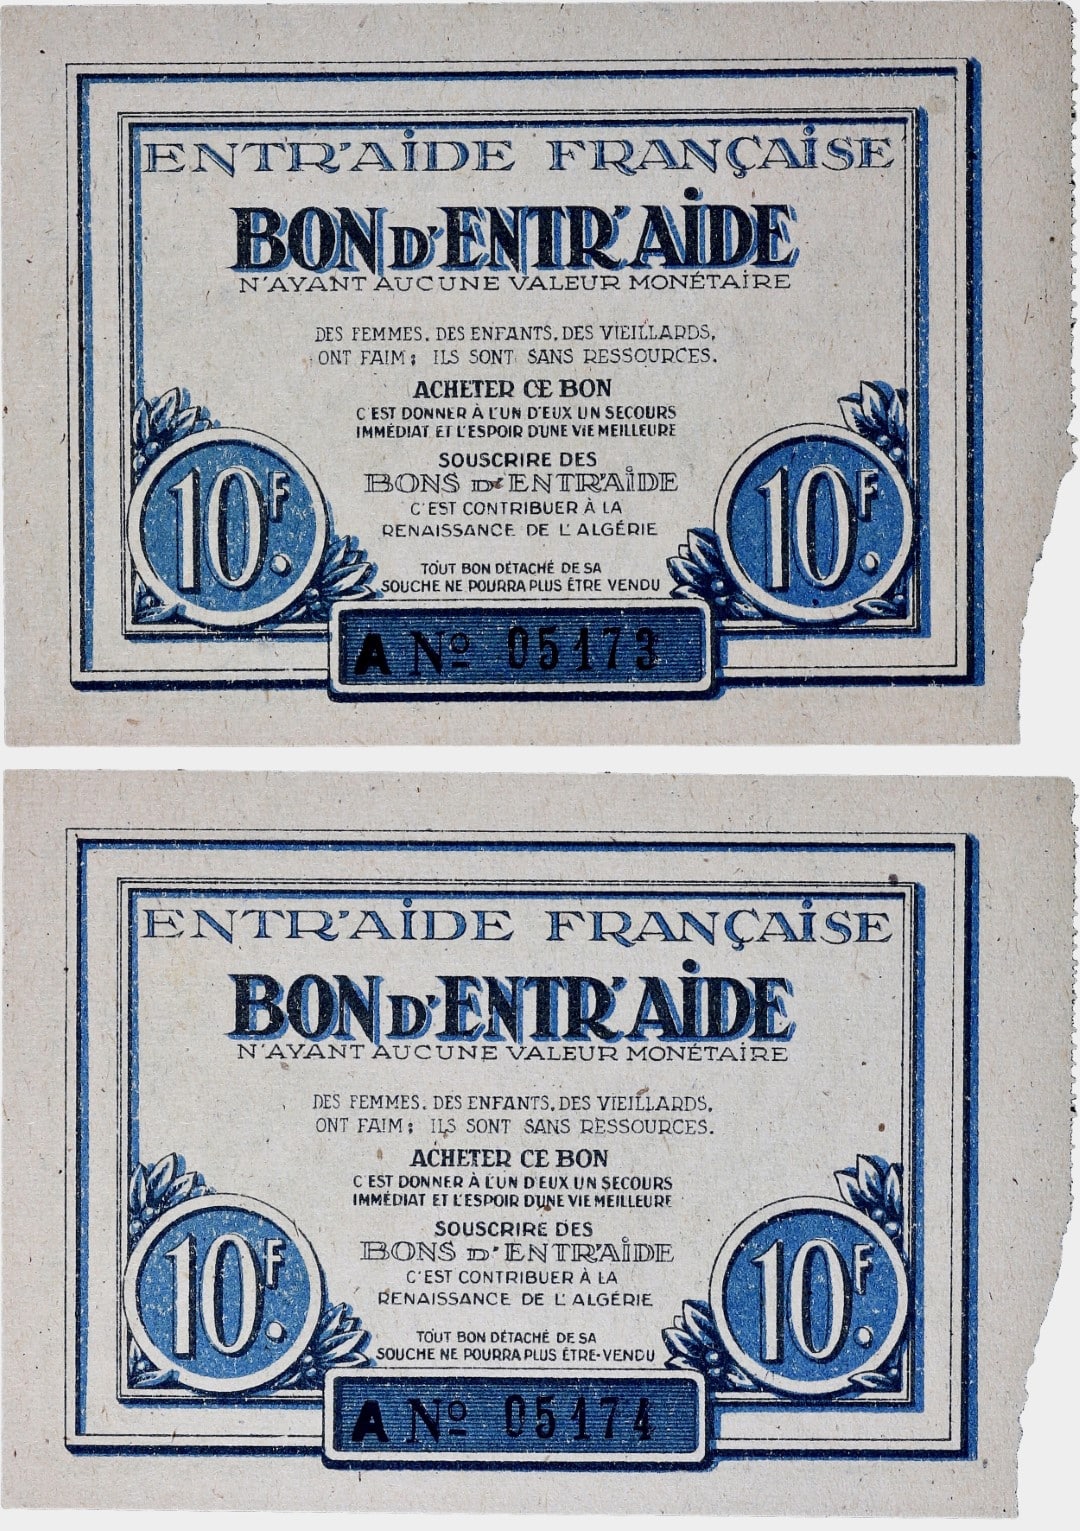 ENTR'AIDE FRANÇAISE
BON D'ENTR'AIDE
N'AYANT AUCUNE VALEUR MONÉTAIRE
DES FEMMES. DES ENFANTS. DES VIEILLARDS,
ONT FAIM; ILS SONT SANS RESSOURCES.
ACHETER CE BON
C'EST DONNER À L'UN D'EUX UN SECOURS
IMMÉDIAT ET L'ESPOIR D'UNE VIE MEILLEURE
SOUSCRIRE DES
BONS D'ENTR'AIDE
C'EST CONTRIBUER À LA
RENAISSANCE DE L'ALGÉRIE
10F. 10F.
TOUT BON DÉTACHÉ DE SA
SOUCHE NE POURRA PLUS ÊTRE VENDU
A Nº 05173
ENTR'AIDE FRANÇAISE
BON D'ENTR'AIDE
N'AYANT AUCUNE VALEUR MONÉTAIRE
DES FEMMES. DES ENFANTS. DES VIEILLARDS,
ONT FAIM; ILS SONT SANS RESSOURCES.
ACHETER CE BON
C'EST DONNER À L'UN D'EUX UN SECOURS
IMMÉDIAT ET L'ESPOIR D'UNE VIE MEILLEURE
SOUSCRIRE DES
BONS D'ENTR'AIDE
C'EST CONTRIBUER À LA
RENAISSANCE DE L'ALGÉRIE
10F. 10F.
TOUT BON DÉTACHÉ DE SA
SOUCHE NE POURRA PLUS ÊTRE VENDU
A Nº 05174